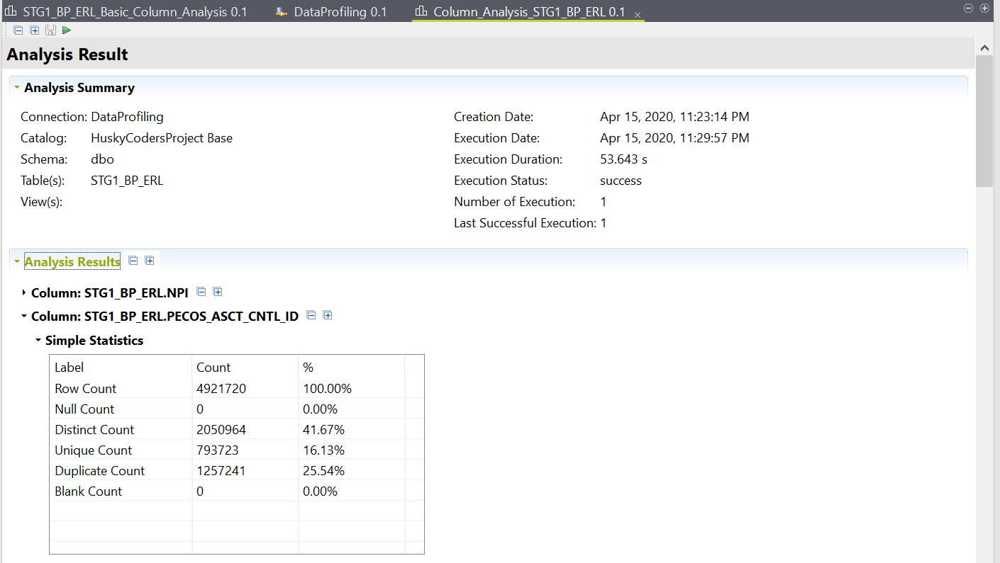 STG1_BP_ERL_Basic_Column_Analysis 0.1 DataProfiling 0.1 Column_Analysis_STG1_BP_ERL 0.1
Analysis Result
Analysis Summary
Connection: DataProfiling Creation Date: Apr 15, 2020, 11:23:14 PM
Catalog: HuskyCodersProject Base Execution Date: Apr 15, 2020, 11:29:57 PM
Schema: dbo Execution Duration: 53.643 s
Table(s): STG1_BP_ERL Execution Status: success
View(s): Number of Execution: 1
Last Successful Execution: 1
Analysis Results
Column: STG1_BP_ERL.NPI
Column: STG1_BP_ERL.PECOS_ASCT_CNTL_ID
Simple Statistics
Label Count %
Row Count 4921720 100.00%
Null Count 0 0.00%
Distinct Count 2050964 41.67%
Unique Count 793723 16.13%
Duplicate Count 1257241 25.54%
Blank Count 0 0.00%